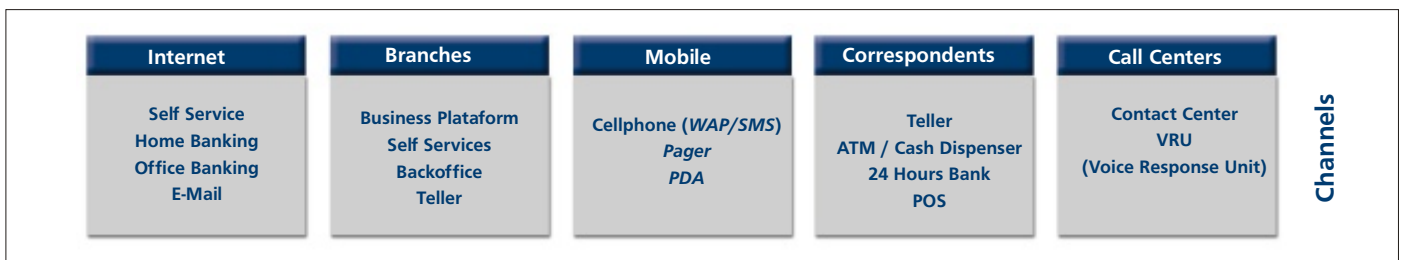 Internet
Self Service
Home Banking
Office Banking
E-Mail
Branches
Business Plataform
Self Services
Backoffice
Teller
Mobile
Cellphone (WAP/SMS)
Pager
PDA
Correspondents
Teller
ATM / Cash Dispenser
24 Hours Bank
POS
Call Centers
Contact Center
VRU
(Voice Response Unit)
Channels